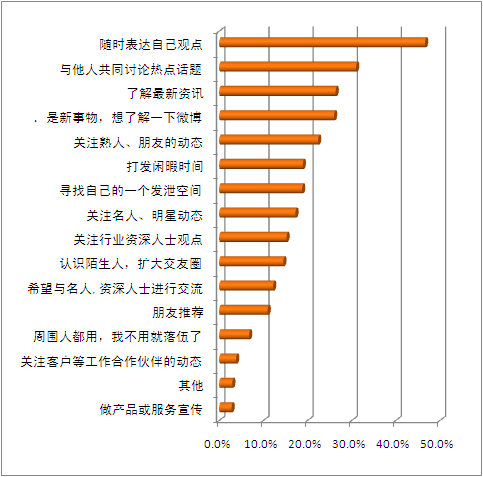 随时表达自己观点
与他人共同讨论热点话题
了解最新资讯
．是新事物，想了解一下微博
关注熟人、朋友的动态
打发闲暇时间
寻找自己的一个发泄空间
关注名人、明星动态
关注行业资深人士观点
认识陌生人，扩大交友圈
希望与名人.资深人士进行交流
朋友推荐
周围人都用，我不用就落伍了
关注客户等工作合作伙伴的动态
其他
做产品或服务宣传
0.0% 10.0% 20.0% 30.0% 40.0% 50.0%